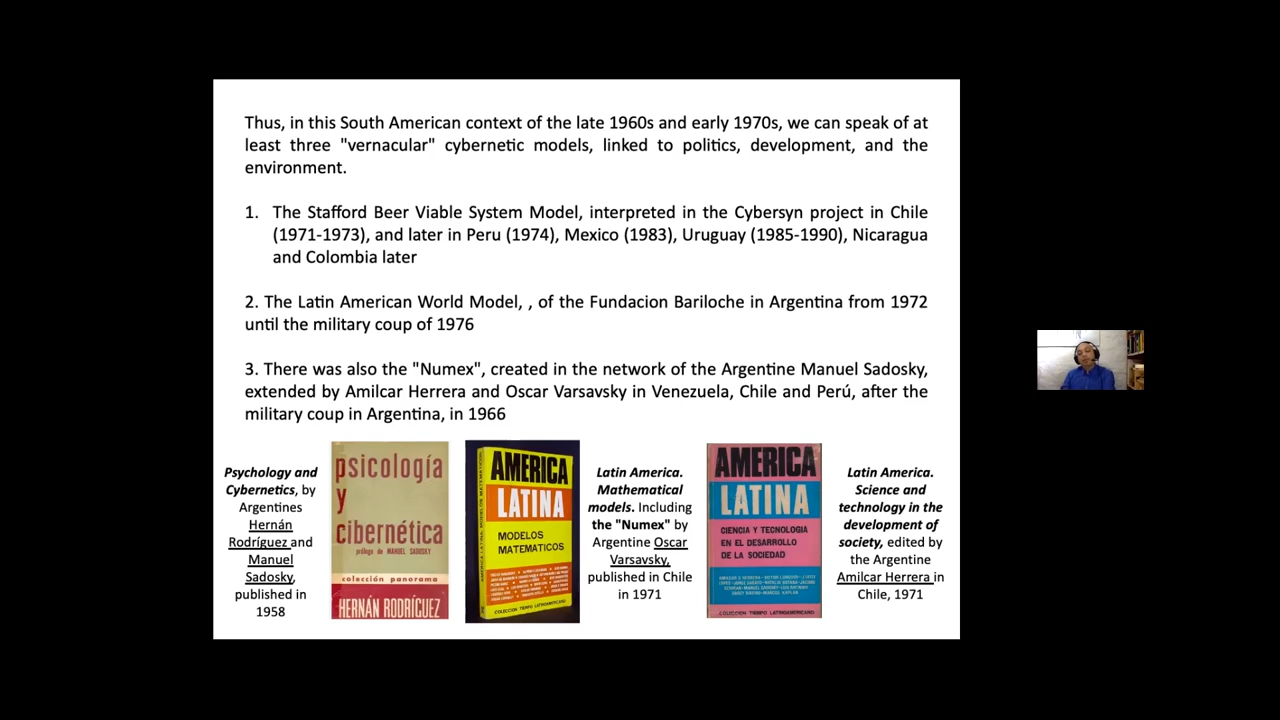 Thus, in this South American context of the late 1960s and early 1970s, we can speak of at
least three "vernacular" cybernetic models, linked to politics, development, and the
environment.
1. The Stafford Beer Viable System Model, interpreted in the Cybersyn project in Chile
(1971-1973), and later in Peru (1974), Mexico (1983), Uruguay (1985-1990), Nicaragua
and Colombia later
2. The Latin American World Model, , of the Fundacion Bariloche in Argentina from 1972
until the military coup of 1976
3. There was also the "Numex", created in the network of the Argentine Manuel Sadosky,
extended by Amilcar Herrera and Oscar Varsavsky in Venezuela, Chile and Perú, after the
military coup in Argentina, in 1966
Psychology and
Cybernetics, by
Argentines
Hernán
Rodríguez and
Manuel
Sadosky,
published in
1958
psicología
y
cibernética
prólogo de MANUEL SADOSKY
colección panorama
HERNÁN RODRÍGUEZ
AMERICA
LATINA
MODELOS
MATEMATICOS
COLECCION TIEMPO LATINOAMERICANO
Latin America.
Mathematical
models. Including
the "Numex" by
Argentine Oscar
Varsavsky,
published in Chile
in 1971
AMERICA
LATINA
CIENCIA Y TECNOLOGIA
EN EL DESARROLLO
DE LA SOCIEDAD
COLECCION TIEMPO LATINOAMERICANO
Latin America.
Science and
technology in the
development of
society, edited by
the Argentine
Amilcar Herrera in
Chile, 1971